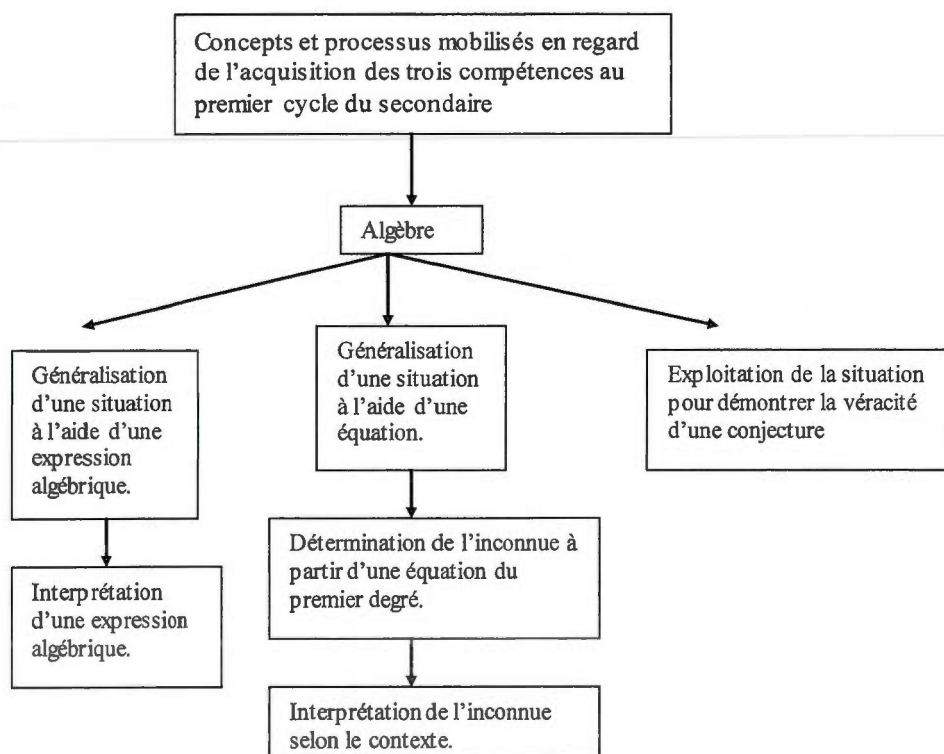 Concepts et processus mobilisés en regard
de l'acquisition des trois compétences au
premier cycle du secondaire
Algèbre
Généralisation
d'une situation
à l'aide d'une
expression
algébrique.
Interprétation
d'une expression
algébrique.
Généralisation
d'une situation
à l'aide d'une
équation.
Détermination de l'inconnue à
partir d'une équation du
premier degré.
Interprétation de l'inconnue
selon le contexte.
Exploitation de la situation
pour démontrer la véracité
d'une conjecture